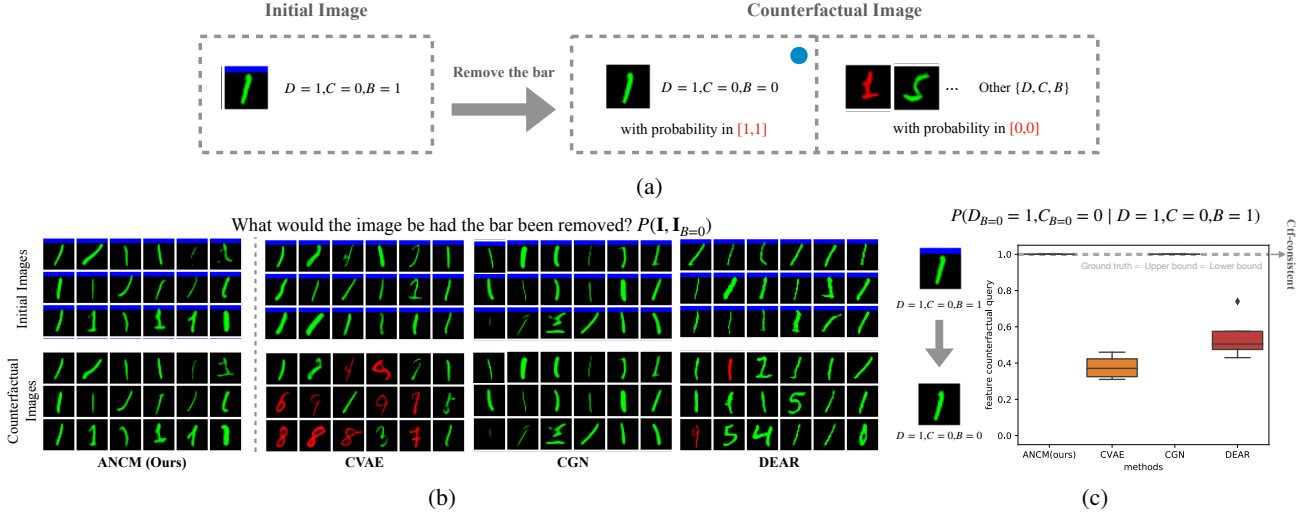 Initial Image
Counterfactual Image
D = 1,C = 0,B = 1
Remove the bar
D = 1,C = 0,B = 0
with probability in [1,1]
... Other {D, C, B}
with probability in [0,0]
(a)
What would the image be had the bar been removed? P(I, I_{B=0})
Initial Images
Counterfactual
Images
ANCM (Ours)
CVAE
CGN
DEAR
(b)
P(D_{B=0} = 1,C_{B=0} = 0 | D = 1,C = 0,B = 1)
D = 1,C = 0,B = 1
D = 1,C = 0,B = 0
feature counterfactual query
1.0
0.8
0.6
0.4
0.2
0.0
Ground truth = Upper bound = Lower bound
Ctf-consistent
ANCM(ours)
CVAE
CGN
DEAR
methods
(c)